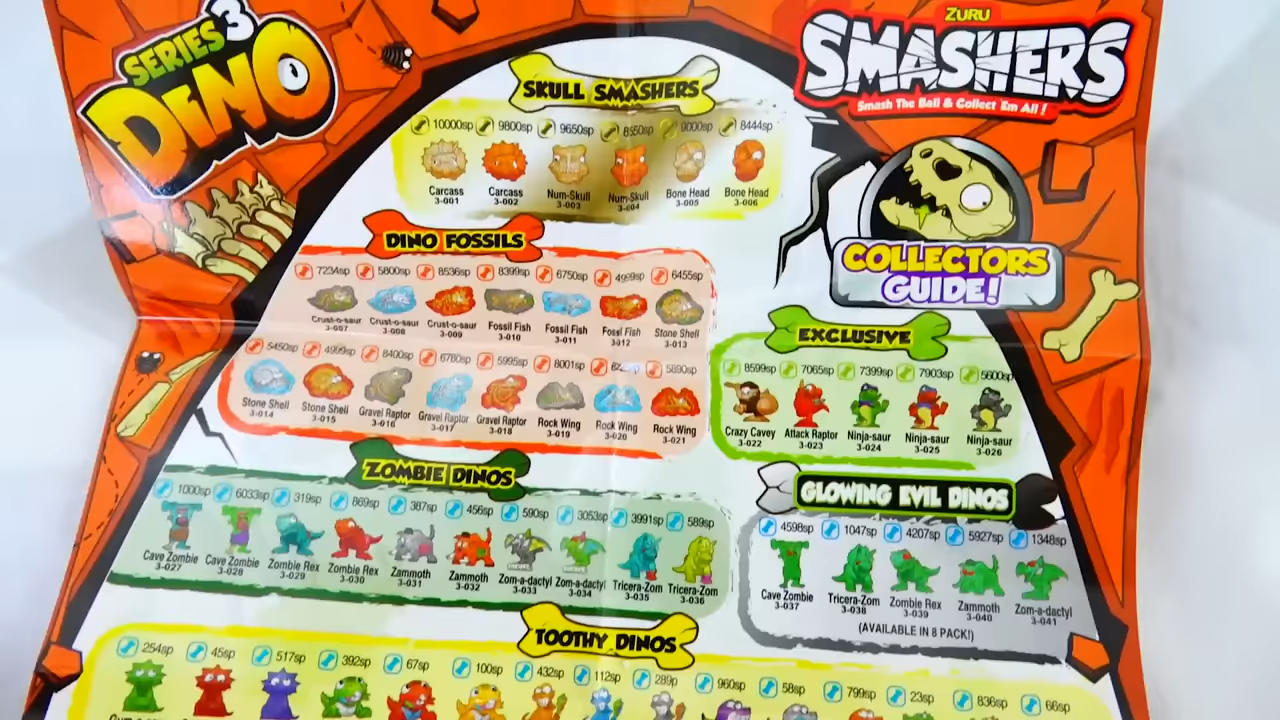 SERIES 3
DINO
ZURU
SMASHERS
Smash The Ball & Collect 'Em All !
COLLECTORS
GUIDE!
SKULL SMASHERS
10000sp 9800sp 9650sp 8550sp 9000sp 8444sp
Carcass Carcass Num-Skull Num-Skull Bone Head Bone Head
3-001 3-002 3-003 3-004 3-005 3-006
DINO FOSSILS
7234sp 5800sp 8536sp 8399sp 6750sp 4999sp 6455sp
Crust-o-saur Crust-o-saur Crust-o-saur Fossil Fish Fossil Fish Fossil Fish Stone Shell
3-007 3-008 3-009 3-010 3-011 3-012 3-013
5450sp 4999sp 8400sp 6780sp 5995sp 8001sp 5890sp
Stone Shell Stone Shell Gravel Raptor Gravel Raptor Gravel Raptor Rock Wing Rock Wing Rock Wing
3-014 3-015 3-016 3-017 3-018 3-019 3-020 3-021
EXCLUSIVE
8599sp 7065sp 7399sp 7903sp 5600sp
Crazy Cavey Attack Raptor Ninja-saur Ninja-saur Ninja-saur
3-022 3-023 3-024 3-025 3-026
ZOMBIE DINOS
1000sp 6033sp 319sp 869sp 387sp 456sp 590sp 3053sp 3991sp 589sp
Cave Zombie Cave Zombie Zombie Rex Zombie Rex Zammoth Zammoth Zom-a-dactyl Zom-a-dactyl Tricera-Zom Tricera-Zom
3-027 3-028 3-029 3-030 3-031 3-032 3-033 3-034 3-035 3-036
GLOWING EVIL DINOS
4598sp 1047sp 4207sp 5927sp 1348sp
Cave Zombie Tricera-Zom Zombie Rex Zammoth Zom-a-dactyl
3-037 3-038 3-039 3-040 3-041
(AVAILABLE IN 8 PACK!)
TOOTHY DINOS
254sp 45sp 517sp 392sp 67sp 100sp 432sp 112sp 289p 960sp 58sp 799sp 23sp 836sp 66sp